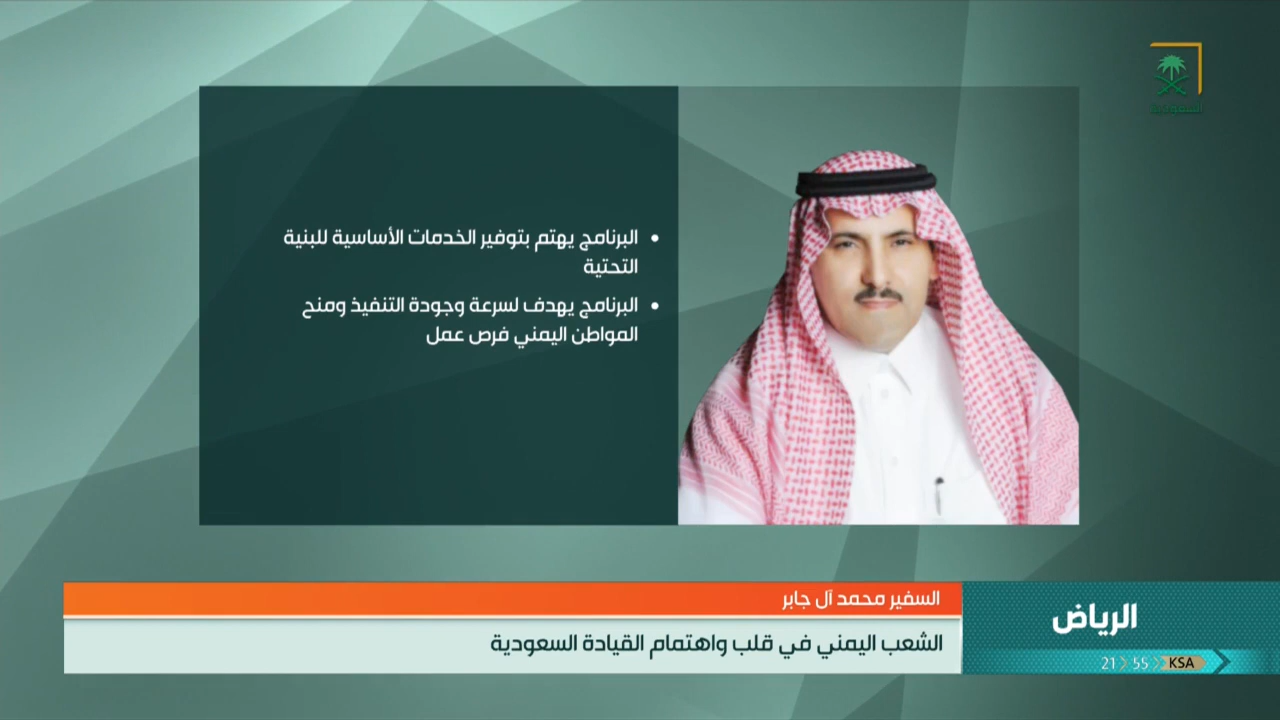 السعودية
• البرنامج يهتم بتوفير الخدمات الأساسية للبنية
التحتية
• البرنامج يهدف لسرعة وجودة التنفيذ ومنح
المواطن اليمني فرص عمل
السفير محمد آل جابر
الشعب اليمني في قلب واهتمام القيادة السعودية
الرياض
21 55 KSA